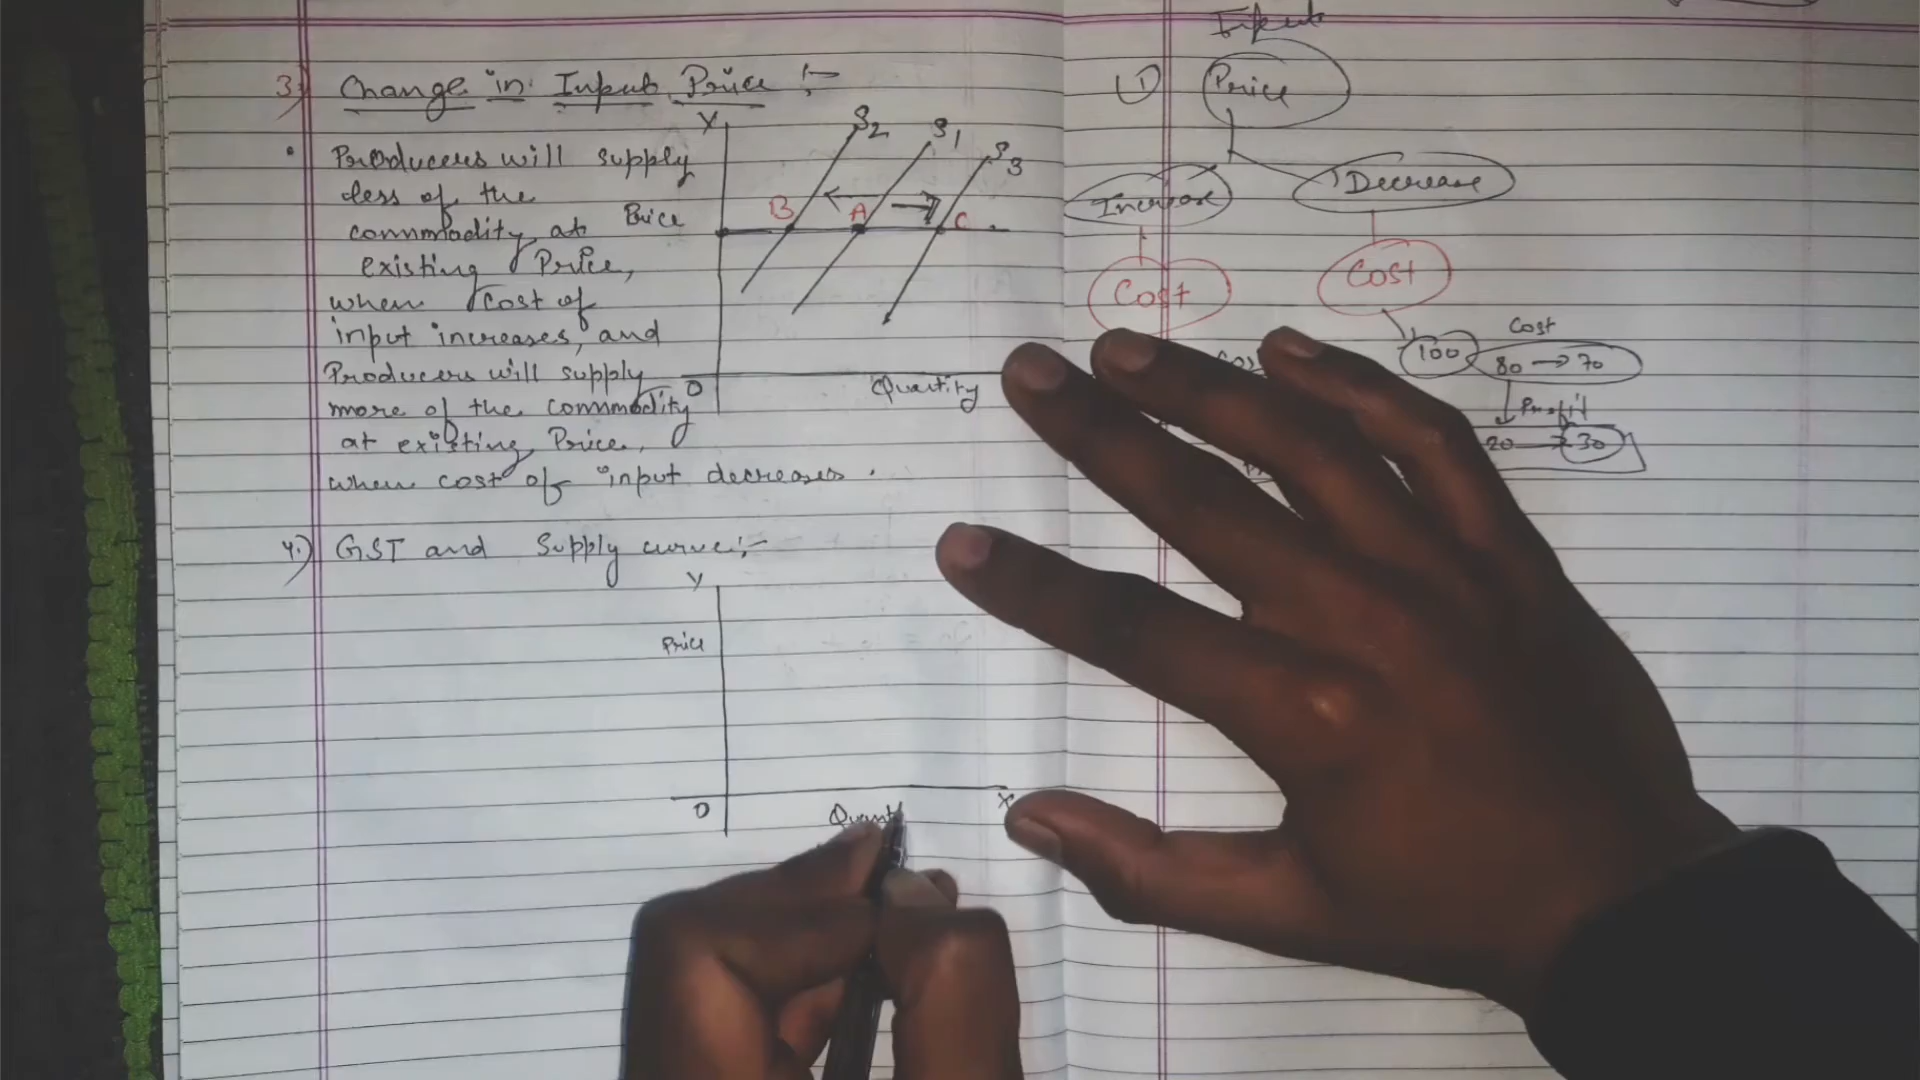 3) Change in Input Price :-
Y
S2
S1
S3
• Producers will supply
less of the
commodity at
existing Price,
when cost of
input increases, and
Producers will supply
more of the commodity
at existing Price,
when cost of input decreases.
Price
B
A
C
O
Quantity
4.) GST and Supply curve:-
Y
Price
O
X
Quanti
Input
① Price
Increase
Decrease
Cost
Cost
100
Cost
80 → 70
Profit
20 → 30